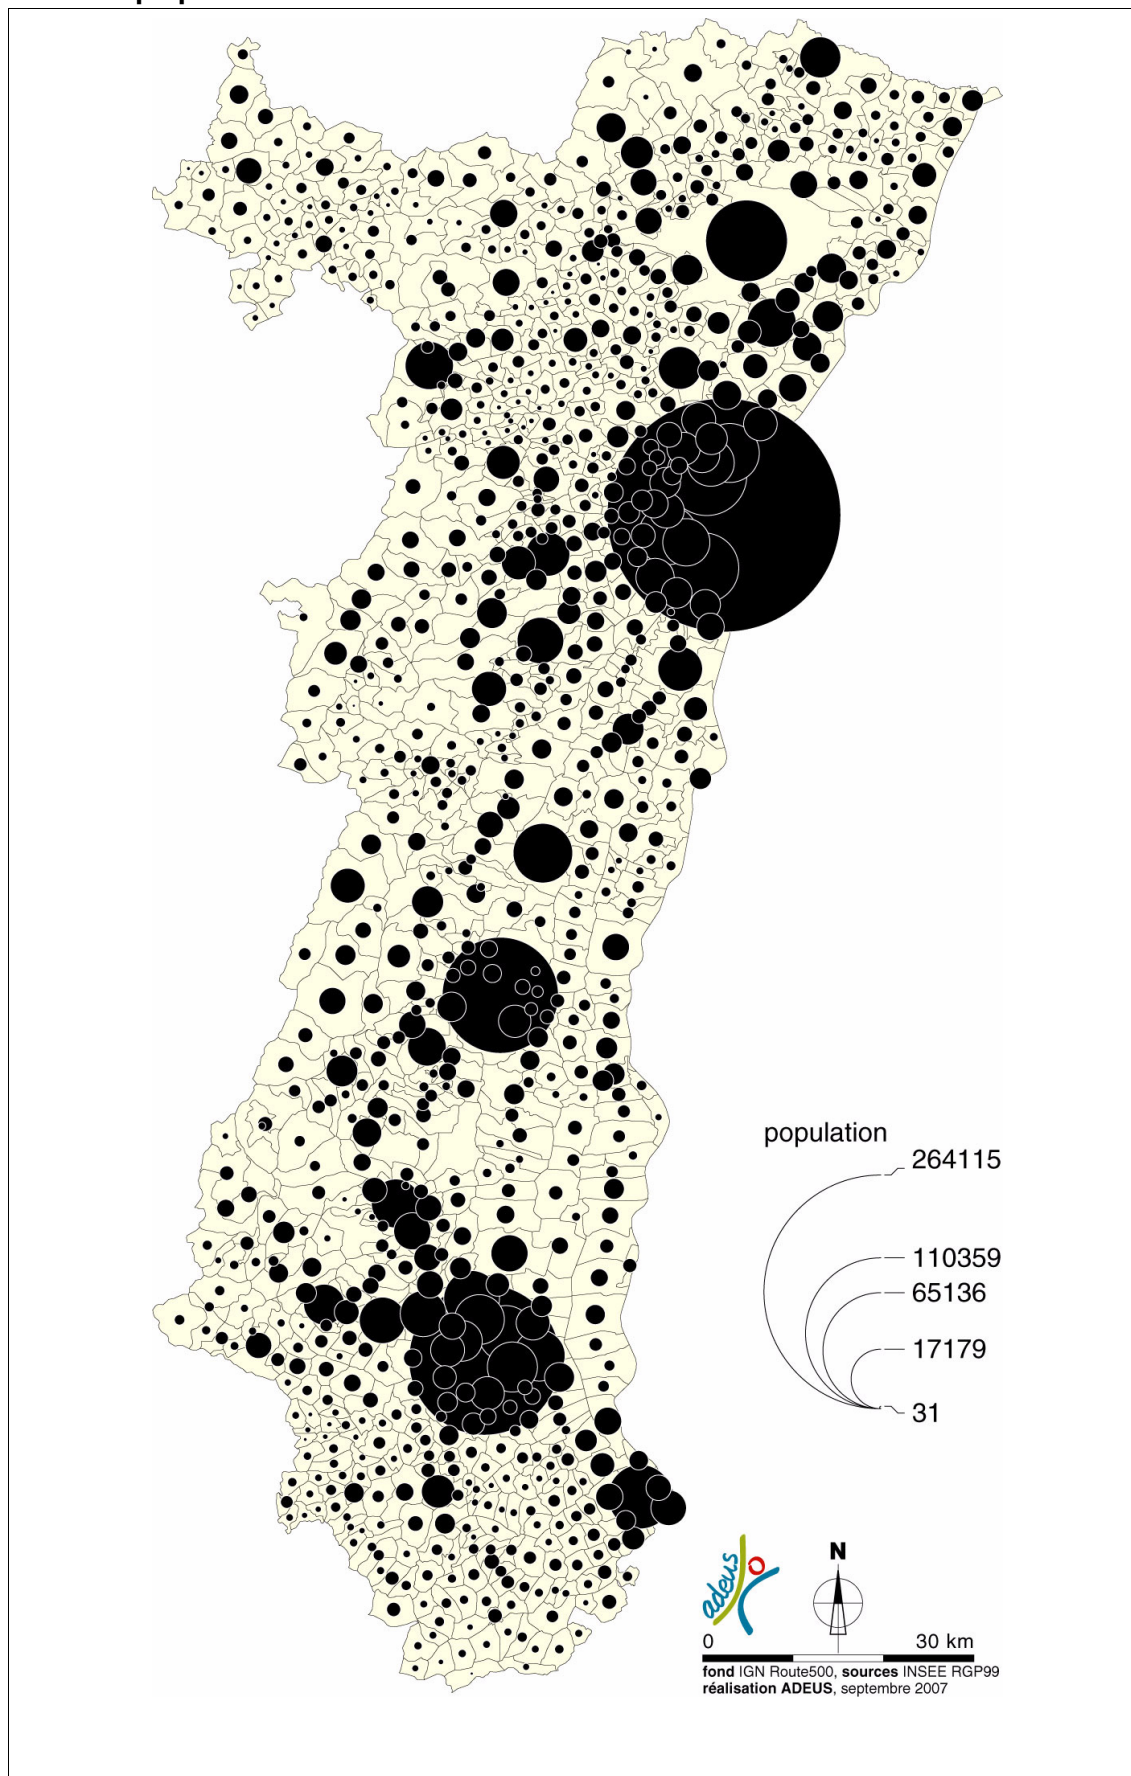 population
264115
110359
65136
17179
31
adeus
N
0 30 km
fond IGN Route500, sources INSEE RGP99
réalisation ADEUS, septembre 2007